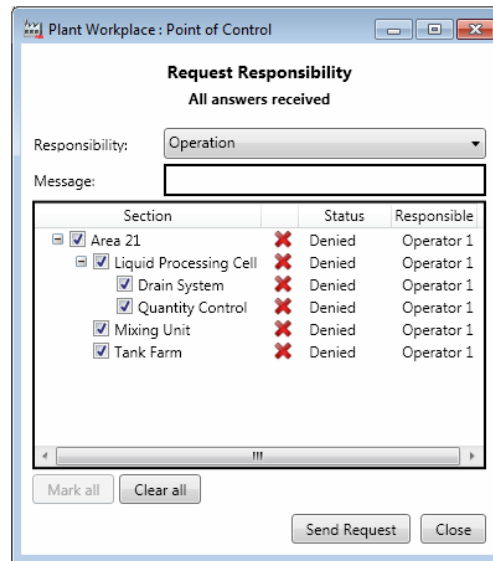 Plant Workplace : Point of Control
Request Responsibility
All answers received
Responsibility: Operation
Message:
Section Status Responsible
Area 21 Denied Operator 1
Liquid Processing Cell Denied Operator 1
Drain System Denied Operator 1
Quantity Control Denied Operator 1
Mixing Unit Denied Operator 1
Tank Farm Denied Operator 1
Mark all Clear all
Send Request Close